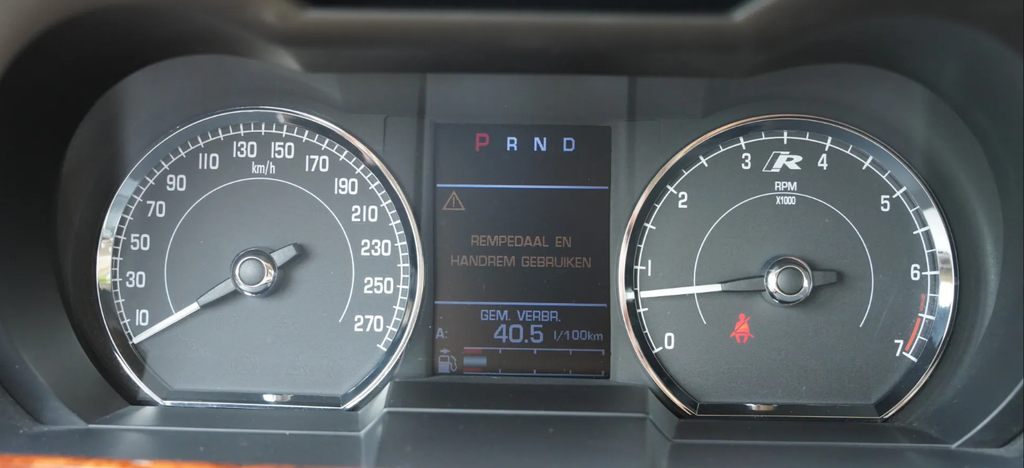 10
30
50
70
90
110
130
150
170
190
210
230
250
270
km/h
P R N D
REMPEDAAL EN
HANDREM GEBRUIKEN
GEM. VERBR.
A: 40.5 l/100km
0
1
2
3
4
5
6
7
R
RPM
X1000